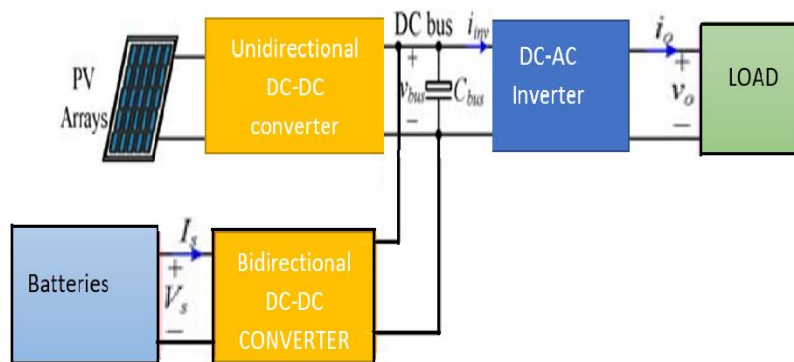 PV
Arrays
Unidirectional
DC-DC
converter
DC bus
+
v_bus
−
C_bus
i_inv
DC-AC
Inverter
i_o
+
v_o
−
LOAD
Batteries
I_s
+
V_s
−
Bidirectional
DC-DC
CONVERTER